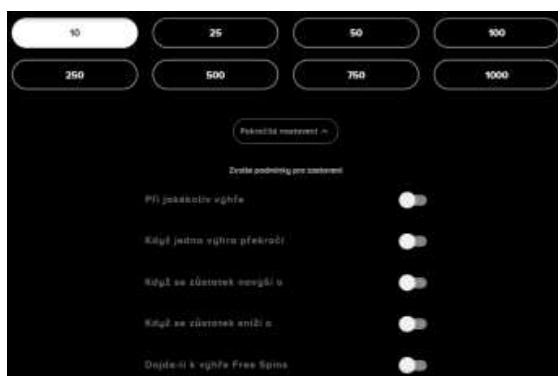 10 25 50 100
250 500 750 1000
Pokročilá nastavení
Zvolte podmínky pro zastavení
Při jakékoliv výhře
Když jedna výhra překročí
Když se zůstatek navýší o
Když se zůstatek sníží o
Dojde-li k výhře Free Spins